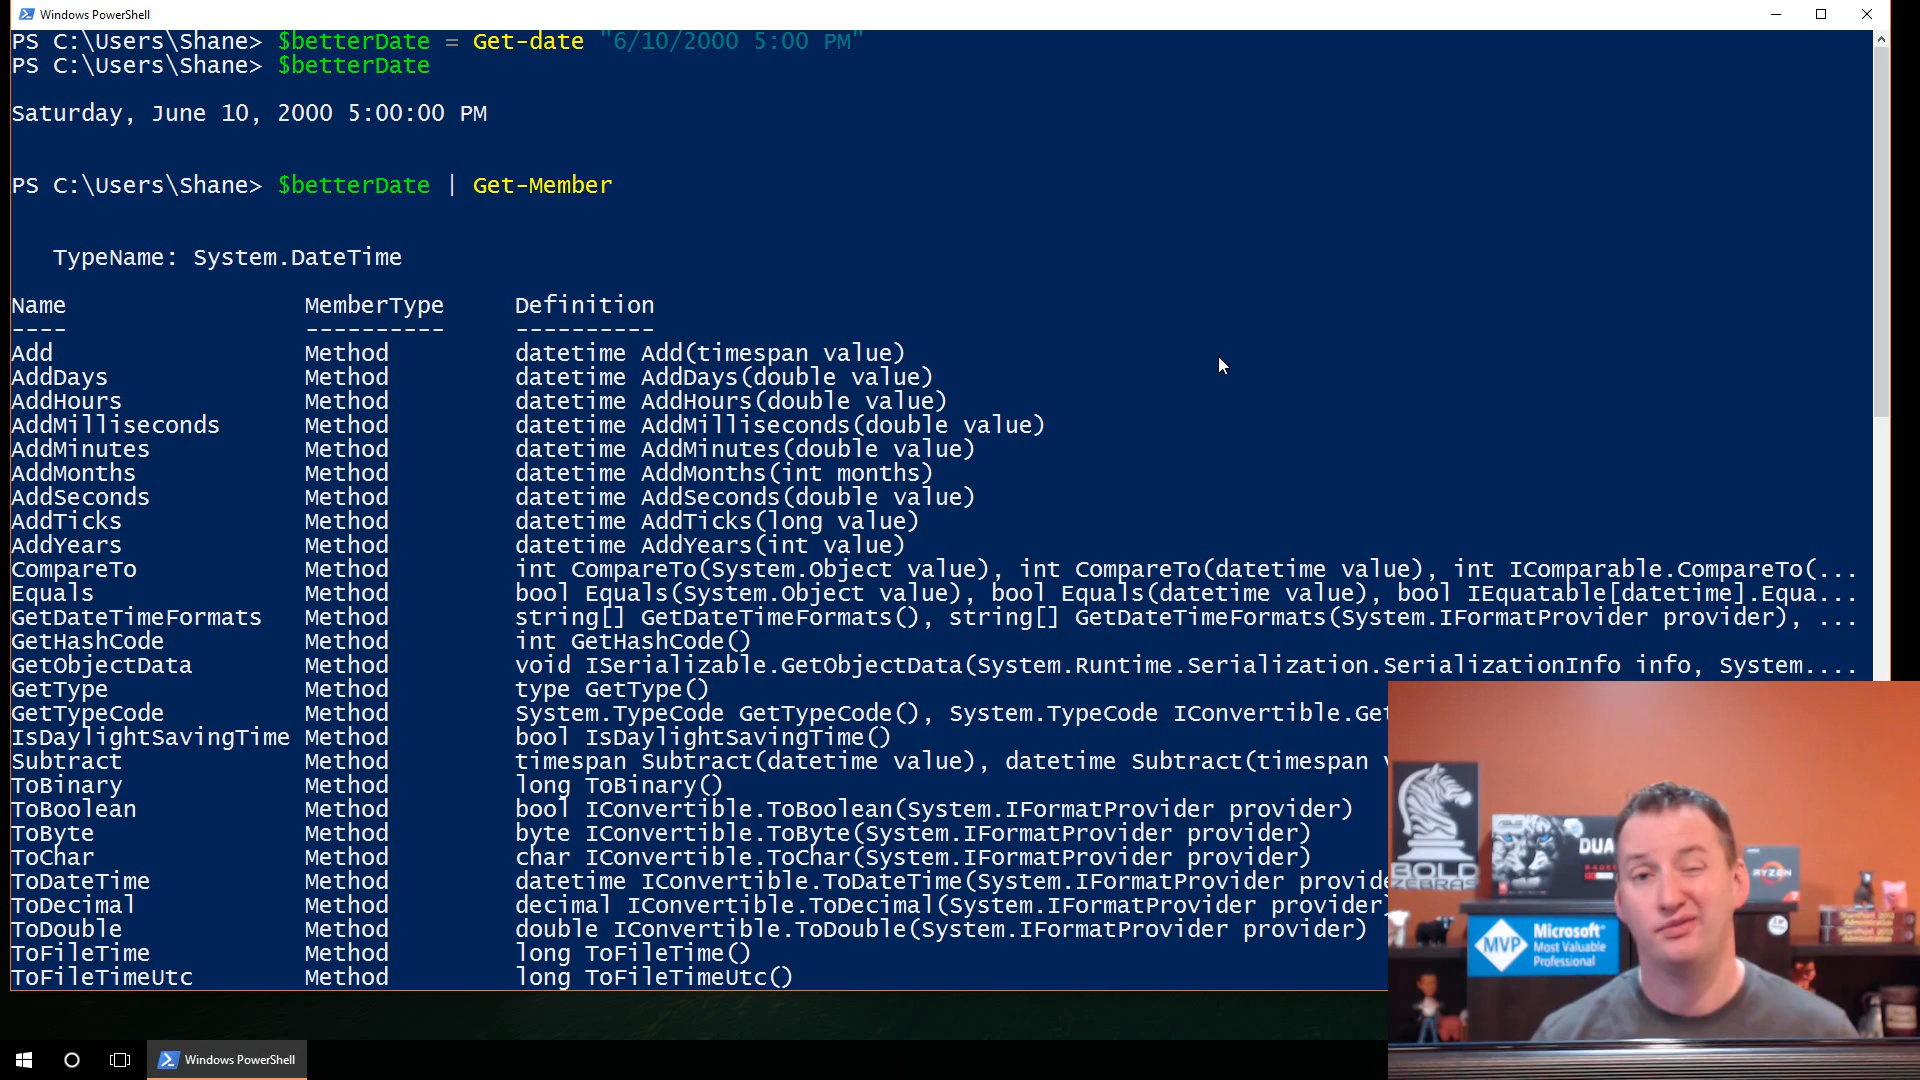 Windows PowerShell
PS C:\Users\Shane> $betterDate = Get-date "6/10/2000 5:00 PM"
PS C:\Users\Shane> $betterDate
Saturday, June 10, 2000 5:00:00 PM
PS C:\Users\Shane> $betterDate | Get-Member
TypeName: System.DateTime
Name MemberType Definition
---- ---------- ----------
Add Method datetime Add(timespan value)
AddDays Method datetime AddDays(double value)
AddHours Method datetime AddHours(double value)
AddMilliseconds Method datetime AddMilliseconds(double value)
AddMinutes Method datetime AddMinutes(double value)
AddMonths Method datetime AddMonths(int months)
AddSeconds Method datetime AddSeconds(double value)
AddTicks Method datetime AddTicks(long value)
AddYears Method datetime AddYears(int value)
CompareTo Method int CompareTo(System.Object value), int CompareTo(datetime value), int IComparable.CompareTo(...
Equals Method bool Equals(System.Object value), bool Equals(datetime value), bool IEquatable[datetime].Equa...
GetDateTimeFormats Method string[] GetDateTimeFormats(), string[] GetDateTimeFormats(System.IFormatProvider provider), ...
GetHashCode Method int GetHashCode()
GetObjectData Method void ISerializable.GetObjectData(System.Runtime.Serialization.SerializationInfo info, System....
GetType Method type GetType()
GetTypeCode Method System.TypeCode GetTypeCode(), System.TypeCode IConvertible.Get
IsDaylightSavingTime Method bool IsDaylightSavingTime()
Subtract Method timespan Subtract(datetime value), datetime Subtract(timespan v
ToBinary Method long ToBinary()
ToBoolean Method bool IConvertible.ToBoolean(System.IFormatProvider provider)
ToByte Method byte IConvertible.ToByte(System.IFormatProvider provider)
ToChar Method char IConvertible.ToChar(System.IFormatProvider provider)
ToDateTime Method datetime IConvertible.ToDateTime(System.IFormatProvider provide
ToDecimal Method decimal IConvertible.ToDecimal(System.IFormatProvider provider)
ToDouble Method double IConvertible.ToDouble(System.IFormatProvider provider)
ToFileTime Method long ToFileTime()
ToFileTimeUtc Method long ToFileTimeUtc()
BOLD
ZEBRAS
ASUS
DUA
RYZEN
MVP
Microsoft
Most Valuable
Professional
Windows PowerShell